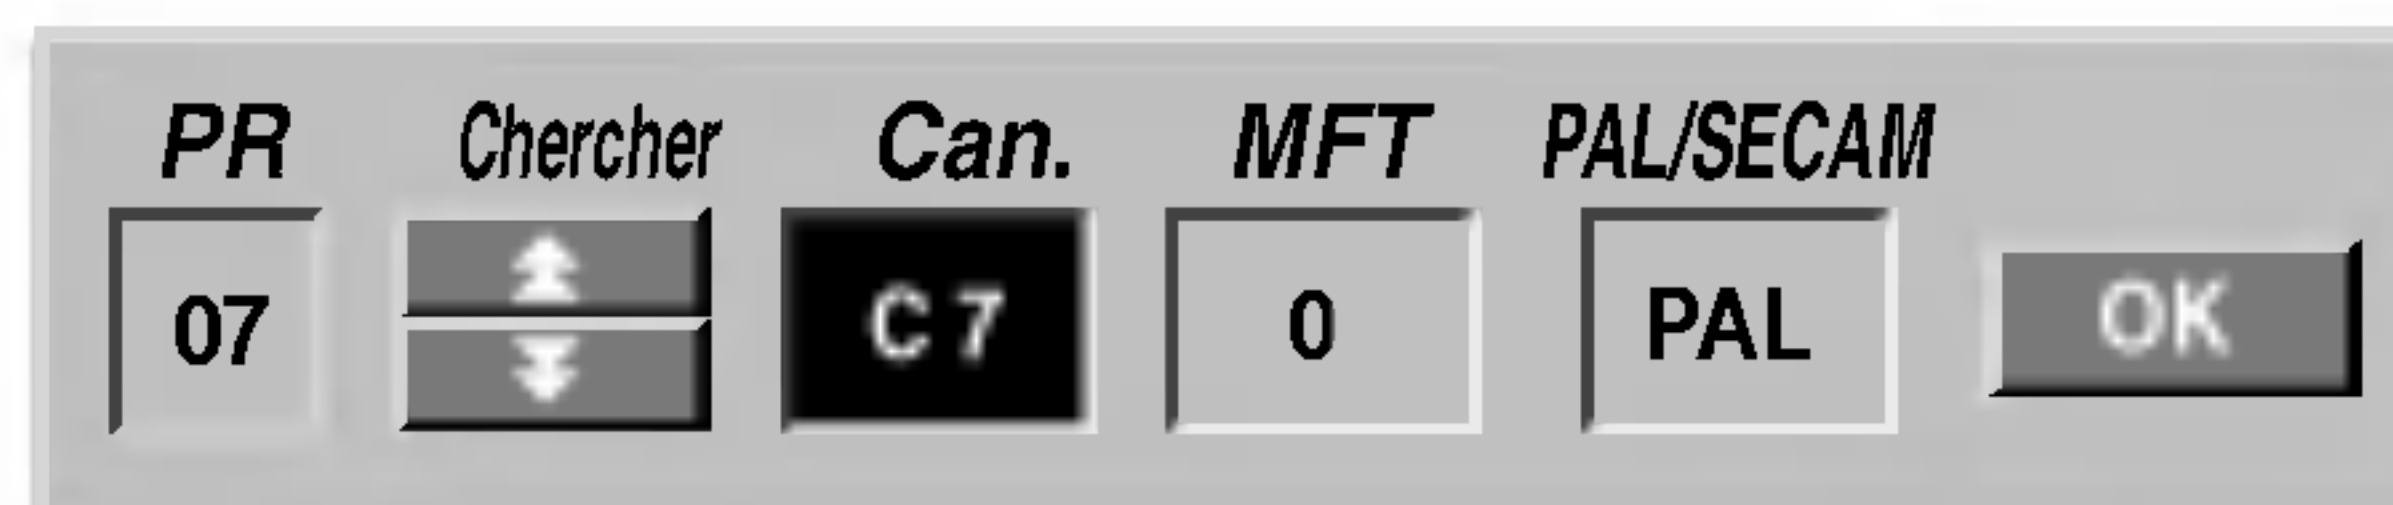 PR Chercher Can. MFT PAL/SECAM
07 C 7 0 PAL OK